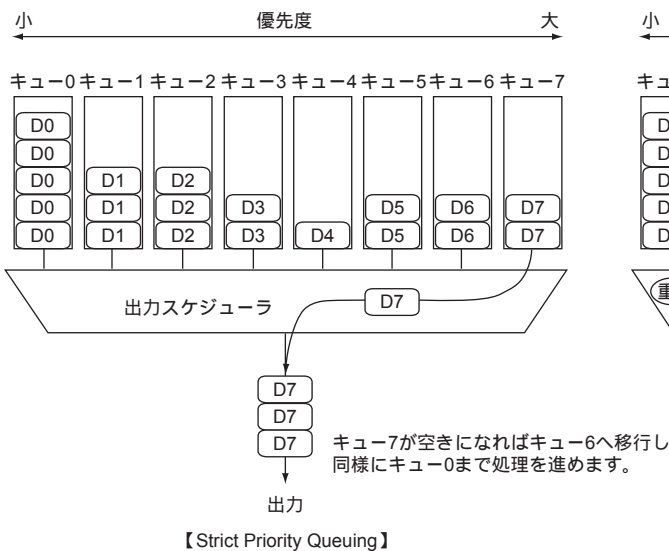 小 優先度 大 小
キュー0 キュー1 キュー2 キュー3 キュー4 キュー5 キュー6 キュー7
D0
D0
D0 D1 D2
D0 D1 D2 D3 D5 D6 D7
D0 D1 D2 D3 D4 D5 D6 D7
出力スケジューラ D7
D7
D7
D7
キュー7が空きになればキュー6へ移行し
同様にキュー0まで処理を進めます。
出力
【Strict Priority Queuing】